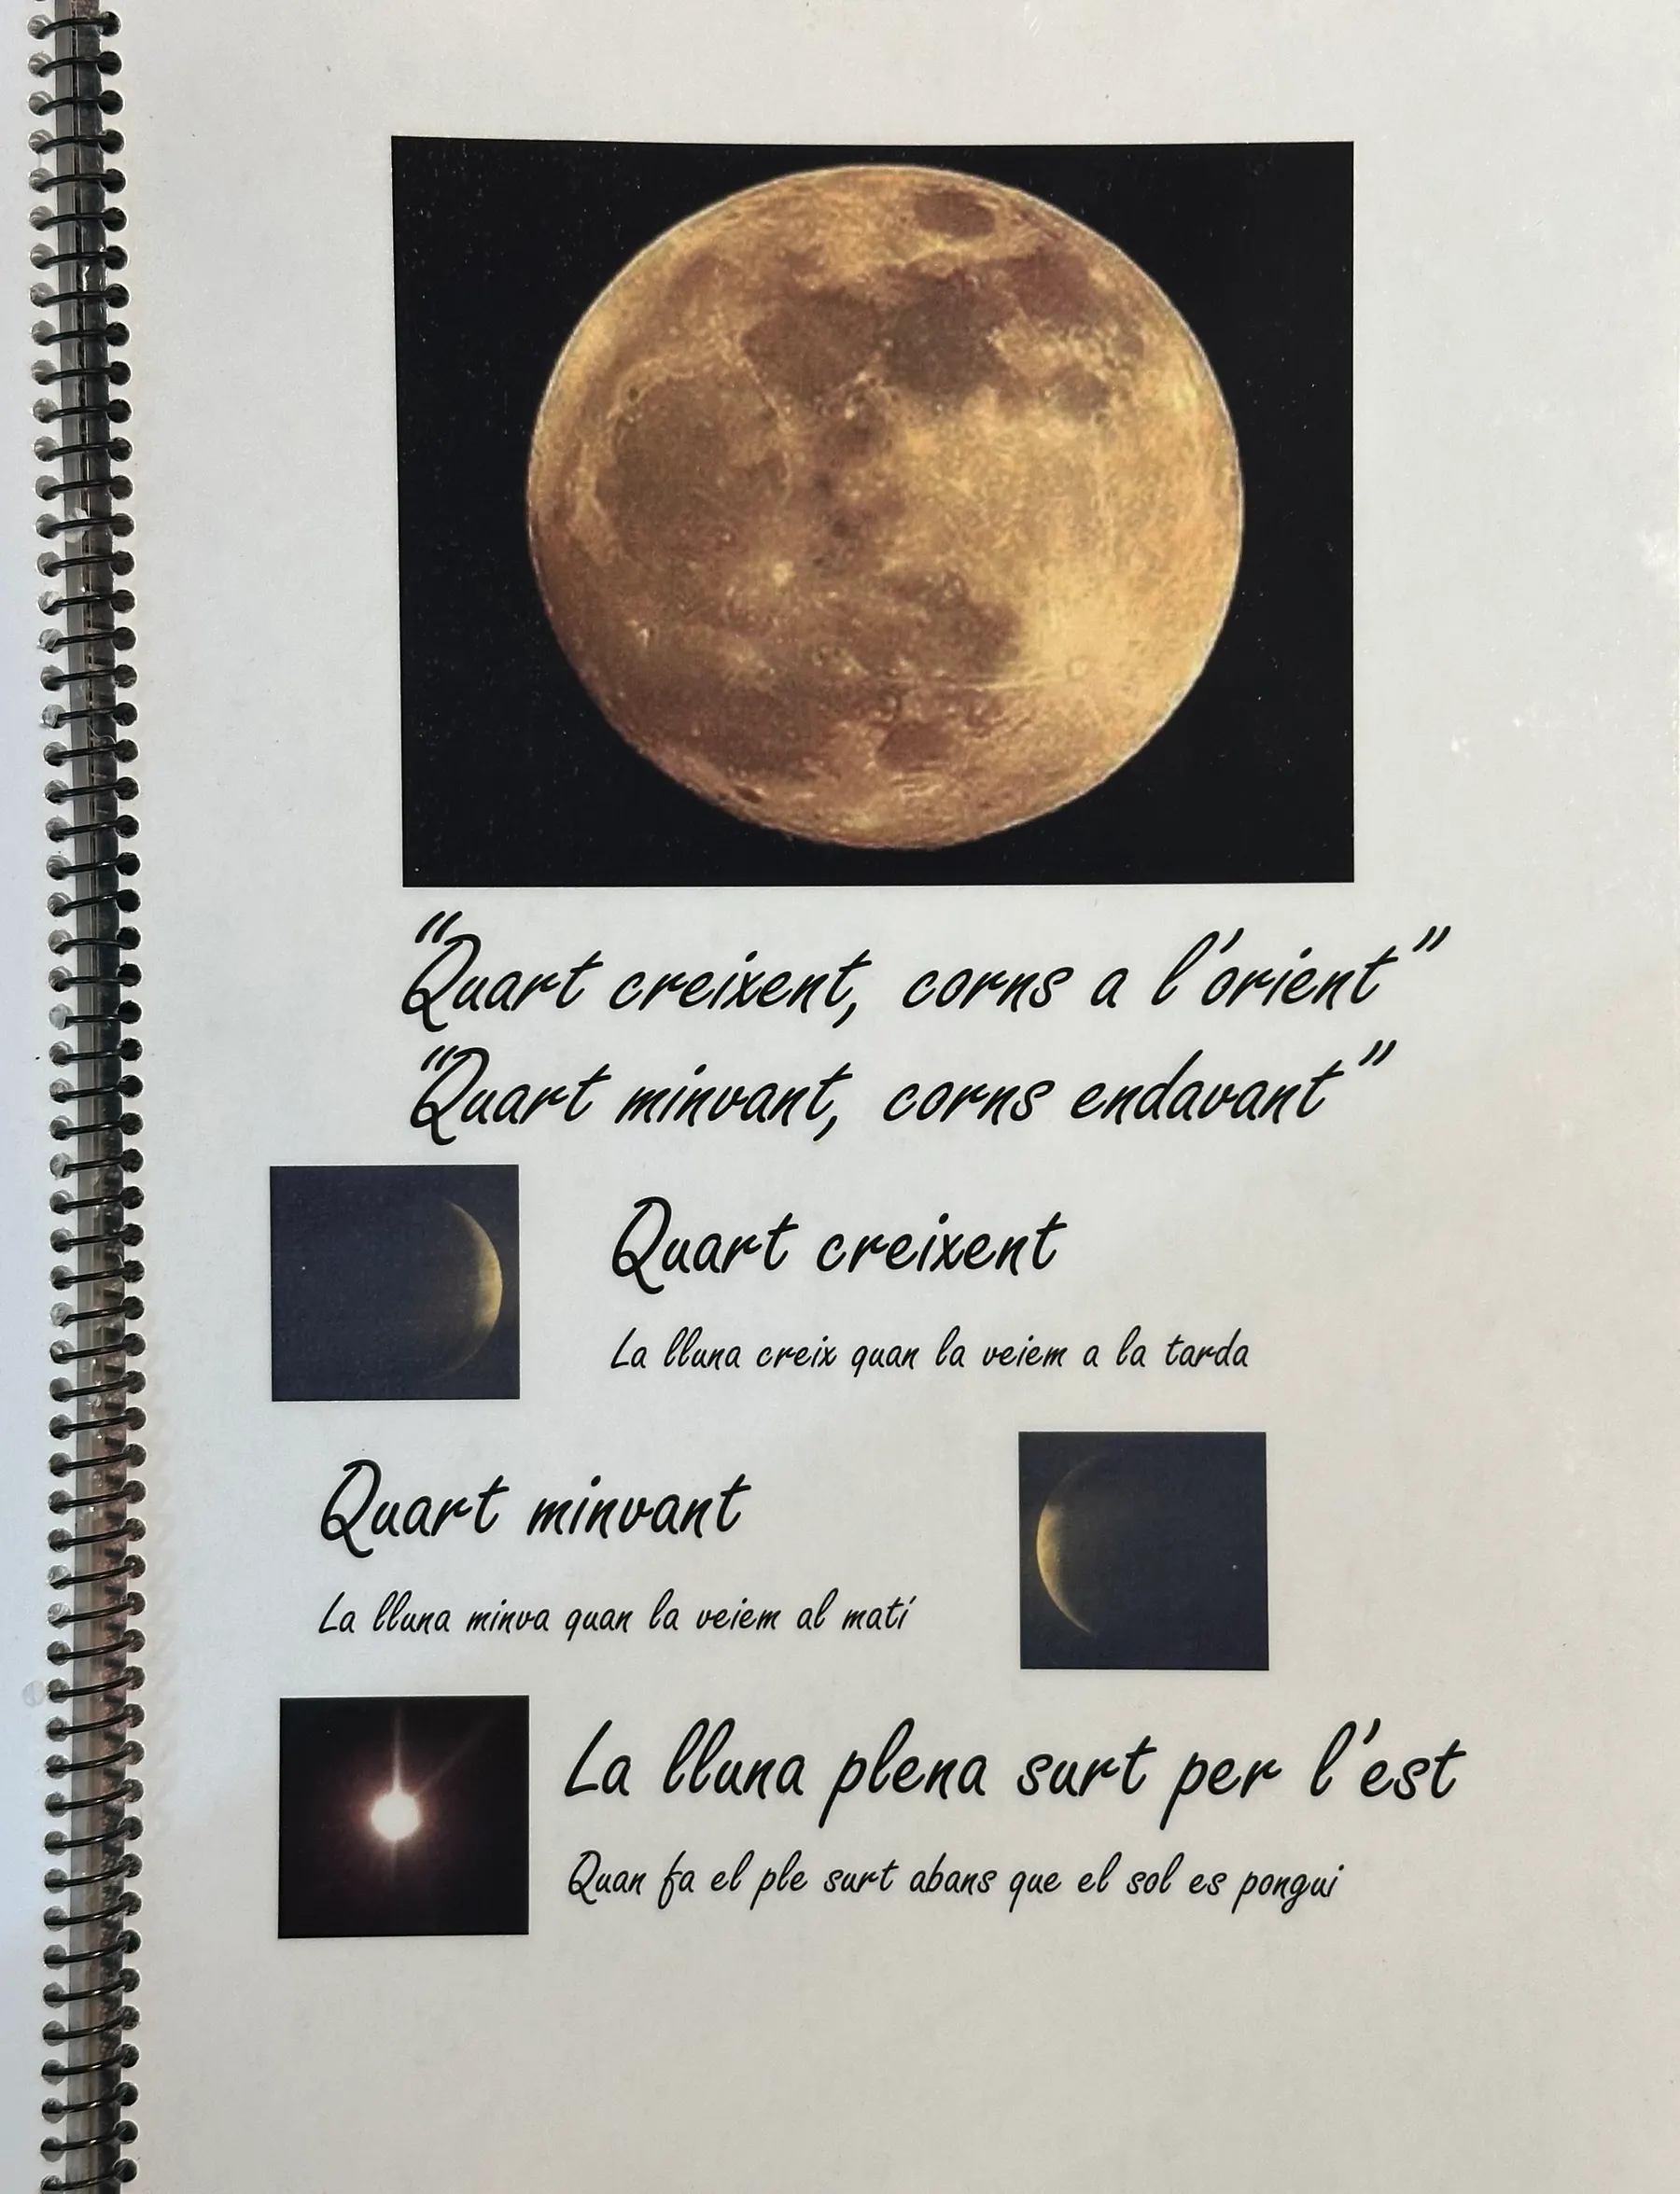 "Quart creixent, corns a l'orient"
"Quart minvant, corns endavant"
Quart creixent
La lluna creix quan la veiem a la tarda
Quart minvant
La lluna minva quan la veiem al matí
La lluna plena surt per l'est
Quan fa el ple surt abans que el sol es pongui